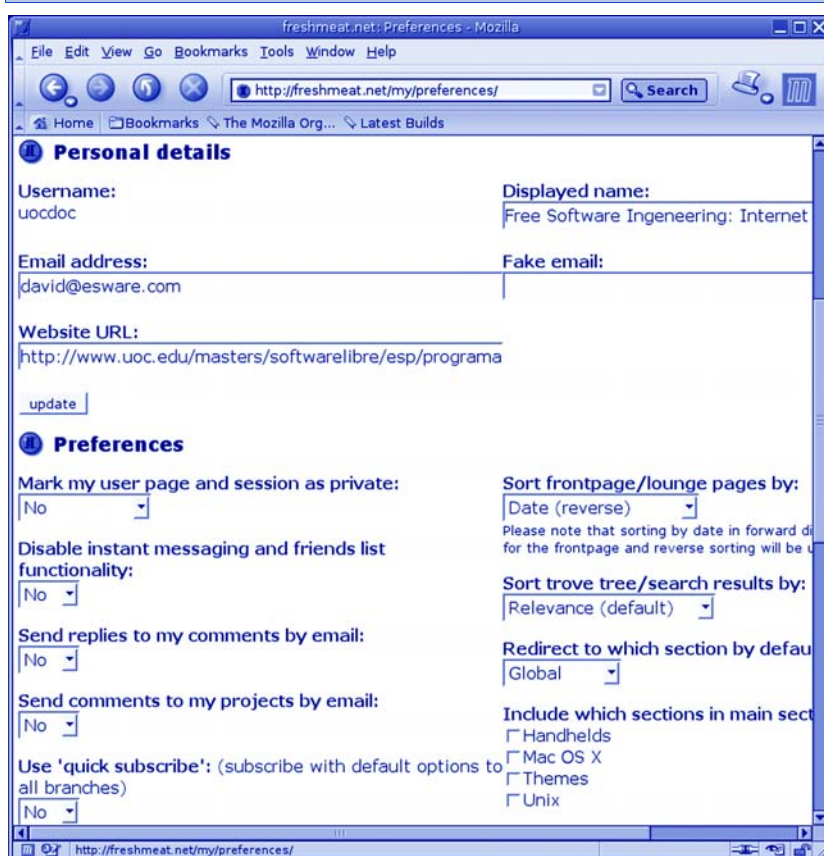 freshmeat.net: Preferences - Mozilla
File Edit View Go Bookmarks Tools Window Help
http://freshmeat.net/my/preferences/
Search
Home Bookmarks The Mozilla Org... Latest Builds
Personal details
Username:
uocdoc
Displayed name:
Free Software Ingeneering: Internet
Email address:
david@esware.com
Fake email:
Website URL:
http://www.uoc.edu/masters/softwarelibre/esp/programa
update
Preferences
Mark my user page and session as private:
No
Disable instant messaging and friends list
functionality:
No
Send replies to my comments by email:
No
Send comments to my projects by email:
No
Use 'quick subscribe': (subscribe with default options to
all branches)
No
Sort frontpage/lounge pages by:
Date (reverse)
Please note that sorting by date in forward di
for the frontpage and reverse sorting will be u
Sort trove tree/search results by:
Relevance (default)
Redirect to which section by defau
Global
Include which sections in main sect
Handhelds
Mac OS X
Themes
Unix
http://freshmeat.net/my/preferences/